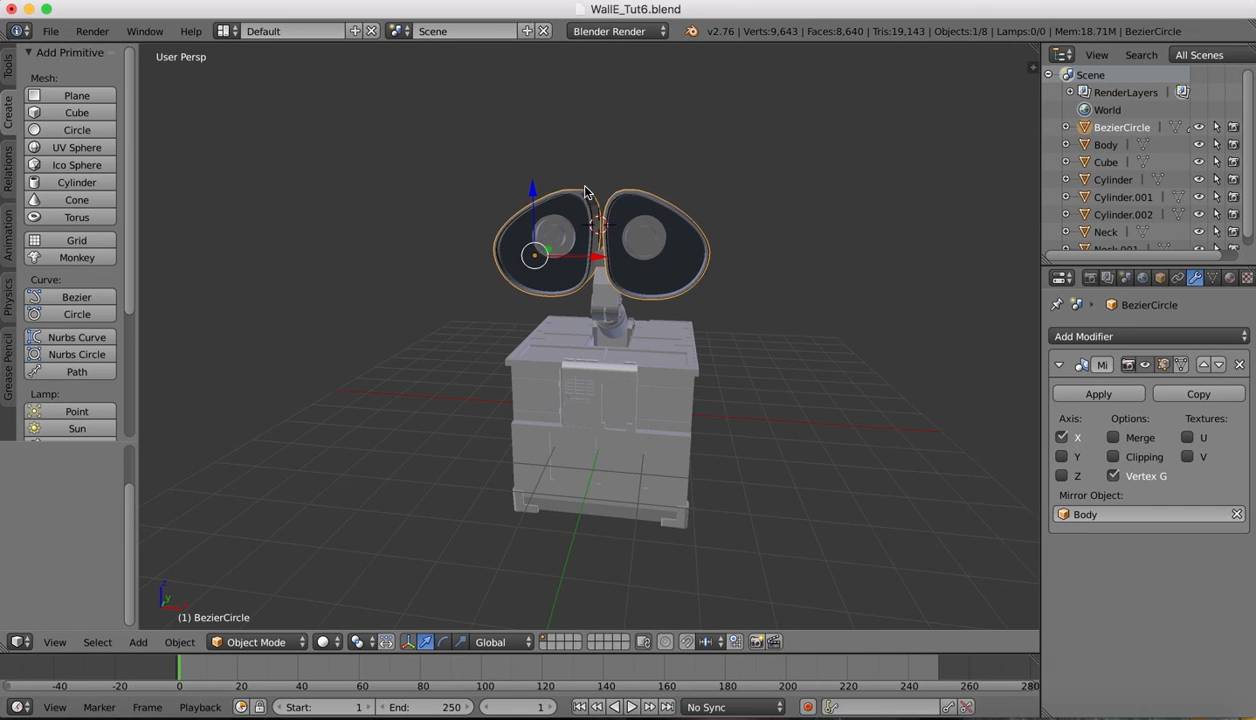 WallE_Tut6.blend
File Render Window Help Default Scene Blender Render v2.76 | Verts:9,643 | Faces:8,640 | Tris:19,143 | Objects:1/8 | Lamps:0/0 | Mem:18.71M | BezierCircle
Tools
Create
Relations
Animation
Physics
Grease Pencil
Add Primitive
Mesh:
Plane
Cube
Circle
UV Sphere
Ico Sphere
Cylinder
Cone
Torus
Grid
Monkey
Curve:
Bezier
Circle
Nurbs Curve
Nurbs Circle
Path
Lamp:
Point
Sun
User Persp
z
y
(1) BezierCircle
View Select Add Object Object Mode Global
View Search All Scenes
Scene
RenderLayers |
World
BezierCircle |
Body |
Cube |
Cylinder |
Cylinder.001 |
Cylinder.002 |
Neck |
Neck.001
BezierCircle
Add Modifier
Mi
Apply Copy
Axis: Options: Textures:
X Merge U
Y Clipping V
Z Vertex G
Mirror Object:
Body
-40 -20 0 20 40 60 80 100 120 140 160 180 200 220 240 260 280
View Marker Frame Playback Start: 1 End: 250 1 No Sync